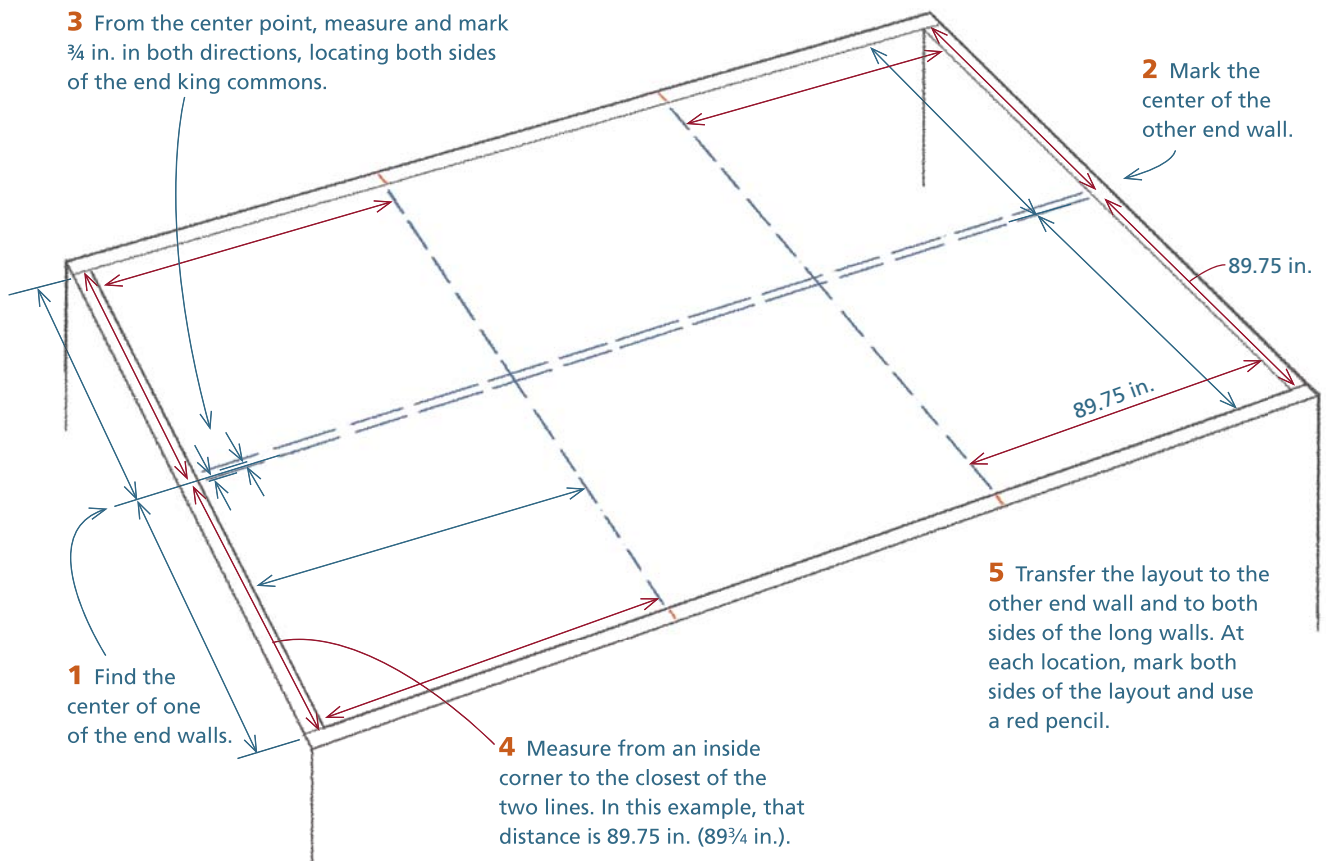 3 From the center point, measure and mark
¾ in. in both directions, locating both sides
of the end king commons.
2 Mark the
center of the
other end wall.
89.75 in.
89.75 in.
5 Transfer the layout to the
other end wall and to both
sides of the long walls. At
each location, mark both
sides of the layout and use
a red pencil.
1 Find the
center of one
of the end walls.
4 Measure from an inside
corner to the closest of the
two lines. In this example, that
distance is 89.75 in. (89¾ in.).